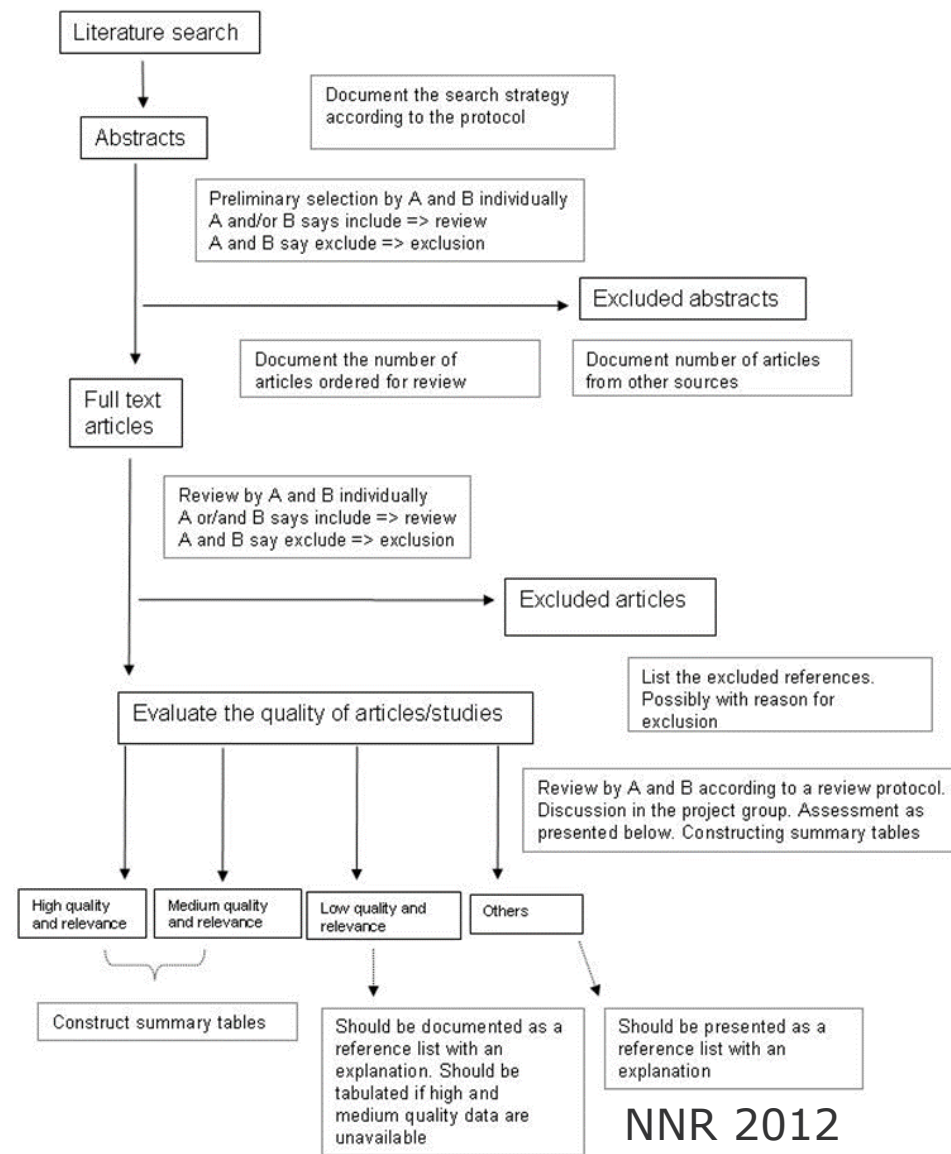 Literature search
Document the search strategy
according to the protocol
Abstracts
Preliminary selection by A and B individually
A and/or B says include => review
A and B say exclude => exclusion
Excluded abstracts
Document the number of
articles ordered for review
Document number of articles
from other sources
Full text
articles
Review by A and B individually
A or/and B says include => review
A and B say exclude => exclusion
Excluded articles
List the excluded references.
Possibly with reason for
exclusion
Evaluate the quality of articles/studies
Review by A and B according to a review protocol.
Discussion in the project group. Assessment as
presented below. Constructing summary tables
High quality
and relevance
Medium quality
and relevance
Low quality and
relevance
Others
Construct summary tables
Should be documented as a
reference list with an
explanation. Should be
tabulated if high and
medium quality data are
unavailable
Should be presented as a
reference list with an
explanation
NNR 2012